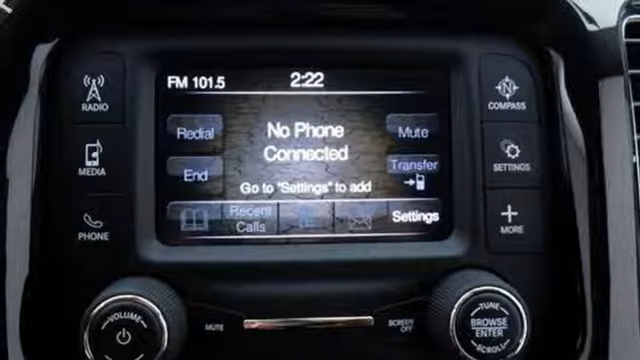 FM 101.5 2:22
RADIO
MEDIA
PHONE
Redial
End
No Phone
Connected
Go to "Settings" to add
Mute
Transfer
Recent
Calls
Settings
N
COMPASS
SETTINGS
MORE
VOLUME
MUTE
SCREEN
OFF
TUNE
BROWSE
ENTER
SCROLL